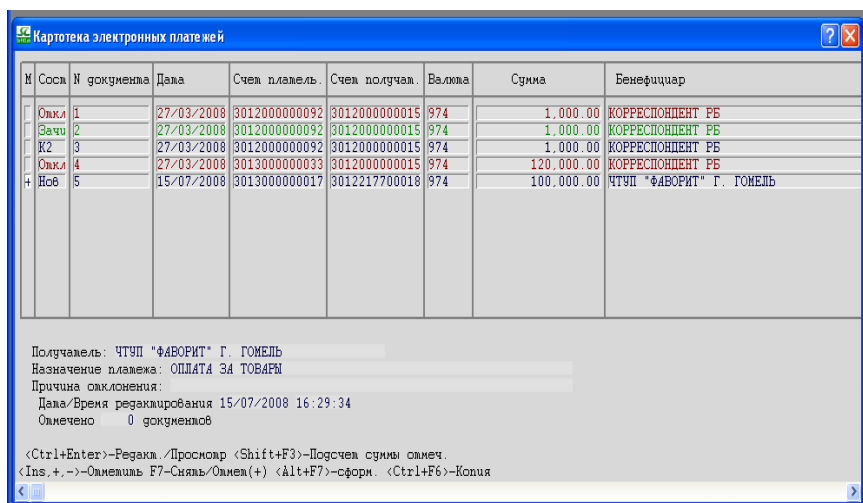 Картотека электронных платежей
М Сост N документа Дата Счет платель. Счет получат. Валюта Сумма Бенефициар
Откл 1 27/03/2008 3012000000092 3012000000015 974 1,000.00 КОРРЕСПОНДЕНТ РБ
Зачи 2 27/03/2008 3012000000092 3012000000015 974 1,000.00 КОРРЕСПОНДЕНТ РБ
К2 3 27/03/2008 3012000000092 3012000000015 974 1,000.00 КОРРЕСПОНДЕНТ РБ
Откл 4 27/03/2008 3013000000033 3012000000015 974 120,000.00 КОРРЕСПОНДЕНТ РБ
+ Нов 5 15/07/2008 3013000000017 3012217700018 974 100,000.00 ЧТУП "ФАВОРИТ" Г. ГОМЕЛЬ
Получатель: ЧТУП "ФАВОРИТ" Г. ГОМЕЛЬ
Назначение платежа: ОПЛАТА ЗА ТОВАРЫ
Причина отклонения:
Дата/Время редактирования 15/07/2008 16:29:34
Отмечено 0 документов
<Ctrl+Enter>-Редакт./Просмотр <Shift+F3>-Подсчет суммы отмеч.
<Ins,+,->-Отметить F7-Снять/Отмет(+) <Alt+F7>-сформ. <Ctrl+F6>-Копия